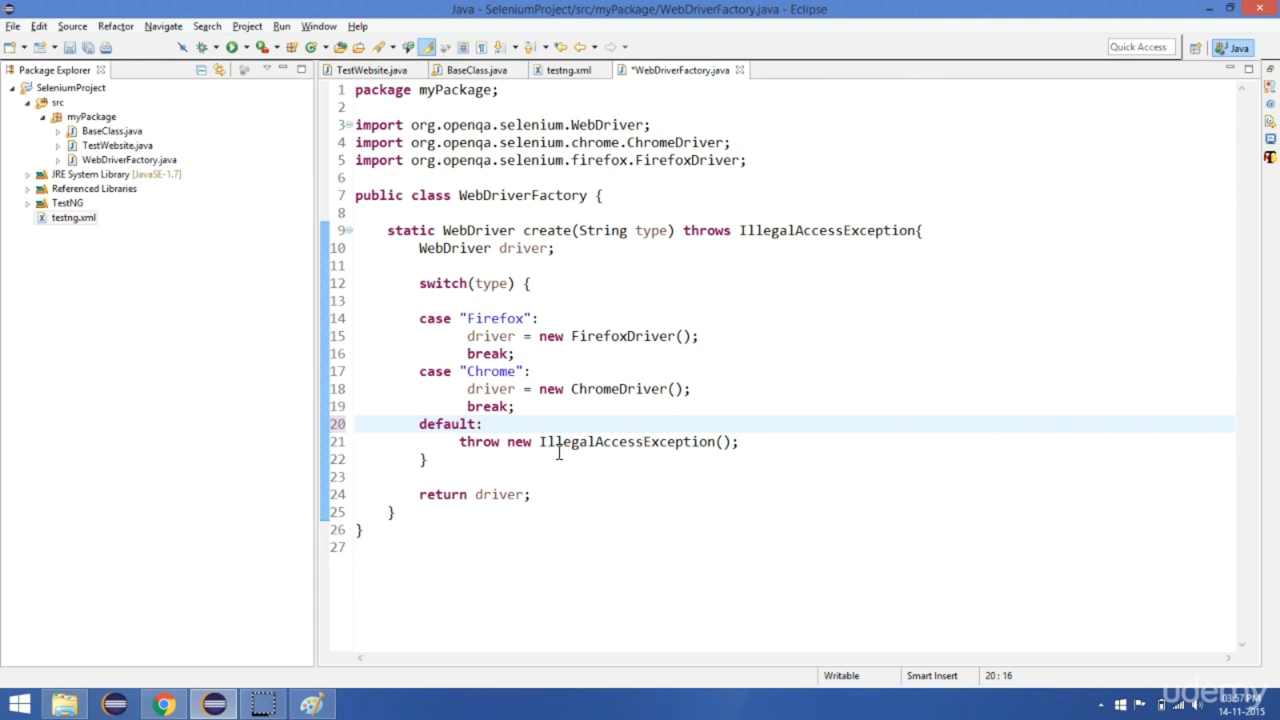 Java - SeleniumProject/src/myPackage/WebDriverFactory.java - Eclipse
File Edit Source Refactor Navigate Search Project Run Window Help
Quick Access
Java
Package Explorer
TestWebsite.java
BaseClass.java
testng.xml
*WebDriverFactory.java
SeleniumProject
src
myPackage
BaseClass.java
TestWebsite.java
WebDriverFactory.java
JRE System Library [JavaSE-1.7]
Referenced Libraries
TestNG
testng.xml
1 package myPackage;
2
3 import org.openqa.selenium.WebDriver;
4 import org.openqa.selenium.chrome.ChromeDriver;
5 import org.openqa.selenium.firefox.FirefoxDriver;
6
7 public class WebDriverFactory {
8
9 static WebDriver create(String type) throws IllegalAccessException{
10 WebDriver driver;
11
12 switch(type) {
13
14 case "Firefox":
15 driver = new FirefoxDriver();
16 break;
17 case "Chrome":
18 driver = new ChromeDriver();
19 break;
20 default:
21 throw new IllegalAccessException();
22 }
23
24 return driver;
25 }
26 }
27
Writable
Smart Insert
20 : 16
udemy
03:57 PM
14-11-2015